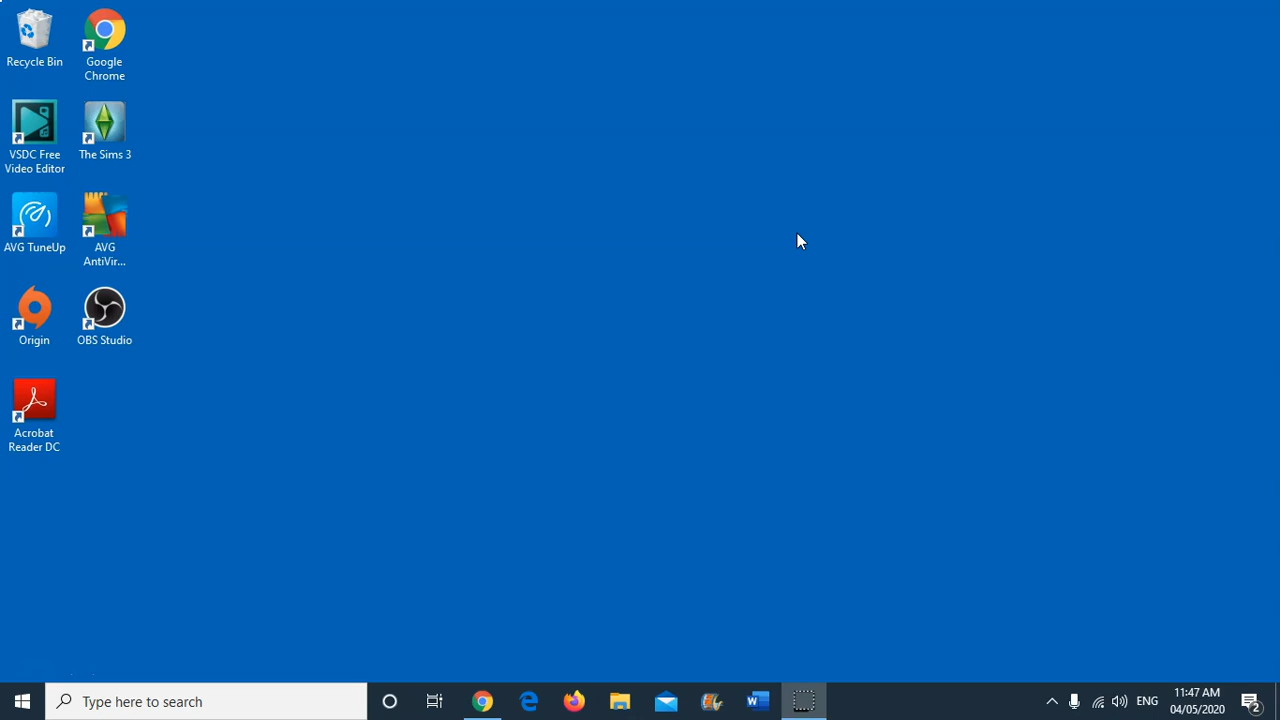 Recycle Bin
Google
Chrome
VSDC Free
Video Editor
The Sims 3
AVG TuneUp
AVG
AntiVir...
Origin
OBS Studio
Acrobat
Reader DC
Type here to search
ENG
11:47 AM
04/05/2020
2